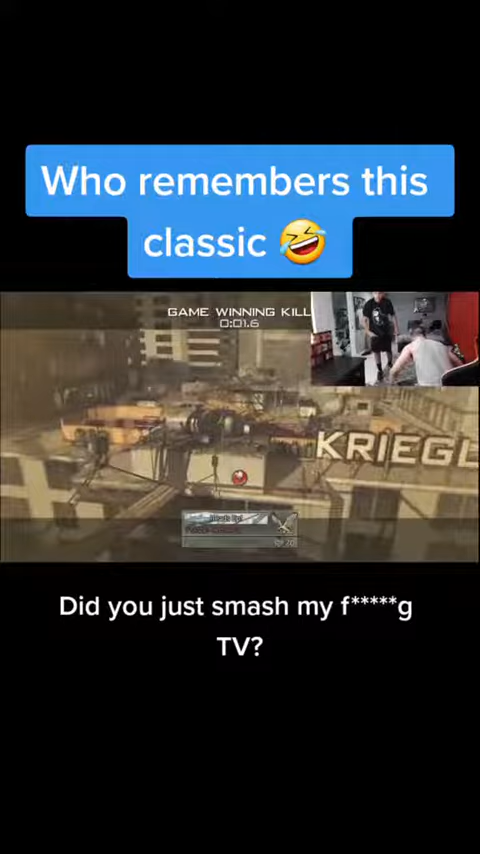 Who remembers this
classic 🤣
GAME WINNING KILL
0:01.6
KRIEGL
Did you just smash my f*****g
TV?